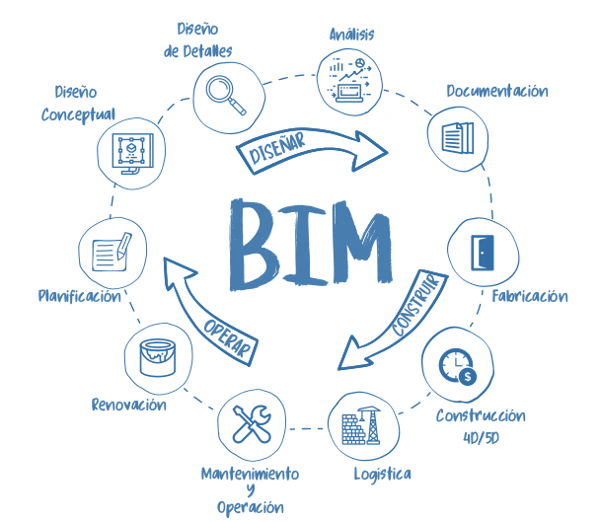 Diseño
de Detalles
Análisis
Diseño
Conceptual
Documentación
DISEÑAR
BIM
Planificación
Fabricación
OPERAR
CONSTRUIR
Renovación
Construcción
4D/5D
$
Mantenimiento
y
Operación
Logistica